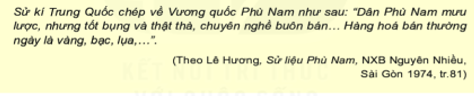 Sử kí Trung Quốc chép về Vương quốc Phù Nam như sau: “Dân Phù Nam mưu
lược, nhưng tốt bụng và thật thà, chuyên nghề buôn bán... Hàng hoá bán thường
ngày là vàng, bạc, lụa,...”.
(Theo Lê Hương, Sử liệu Phù Nam, NXB Nguyên Nhiều,
Sài Gòn 1974, tr.81)